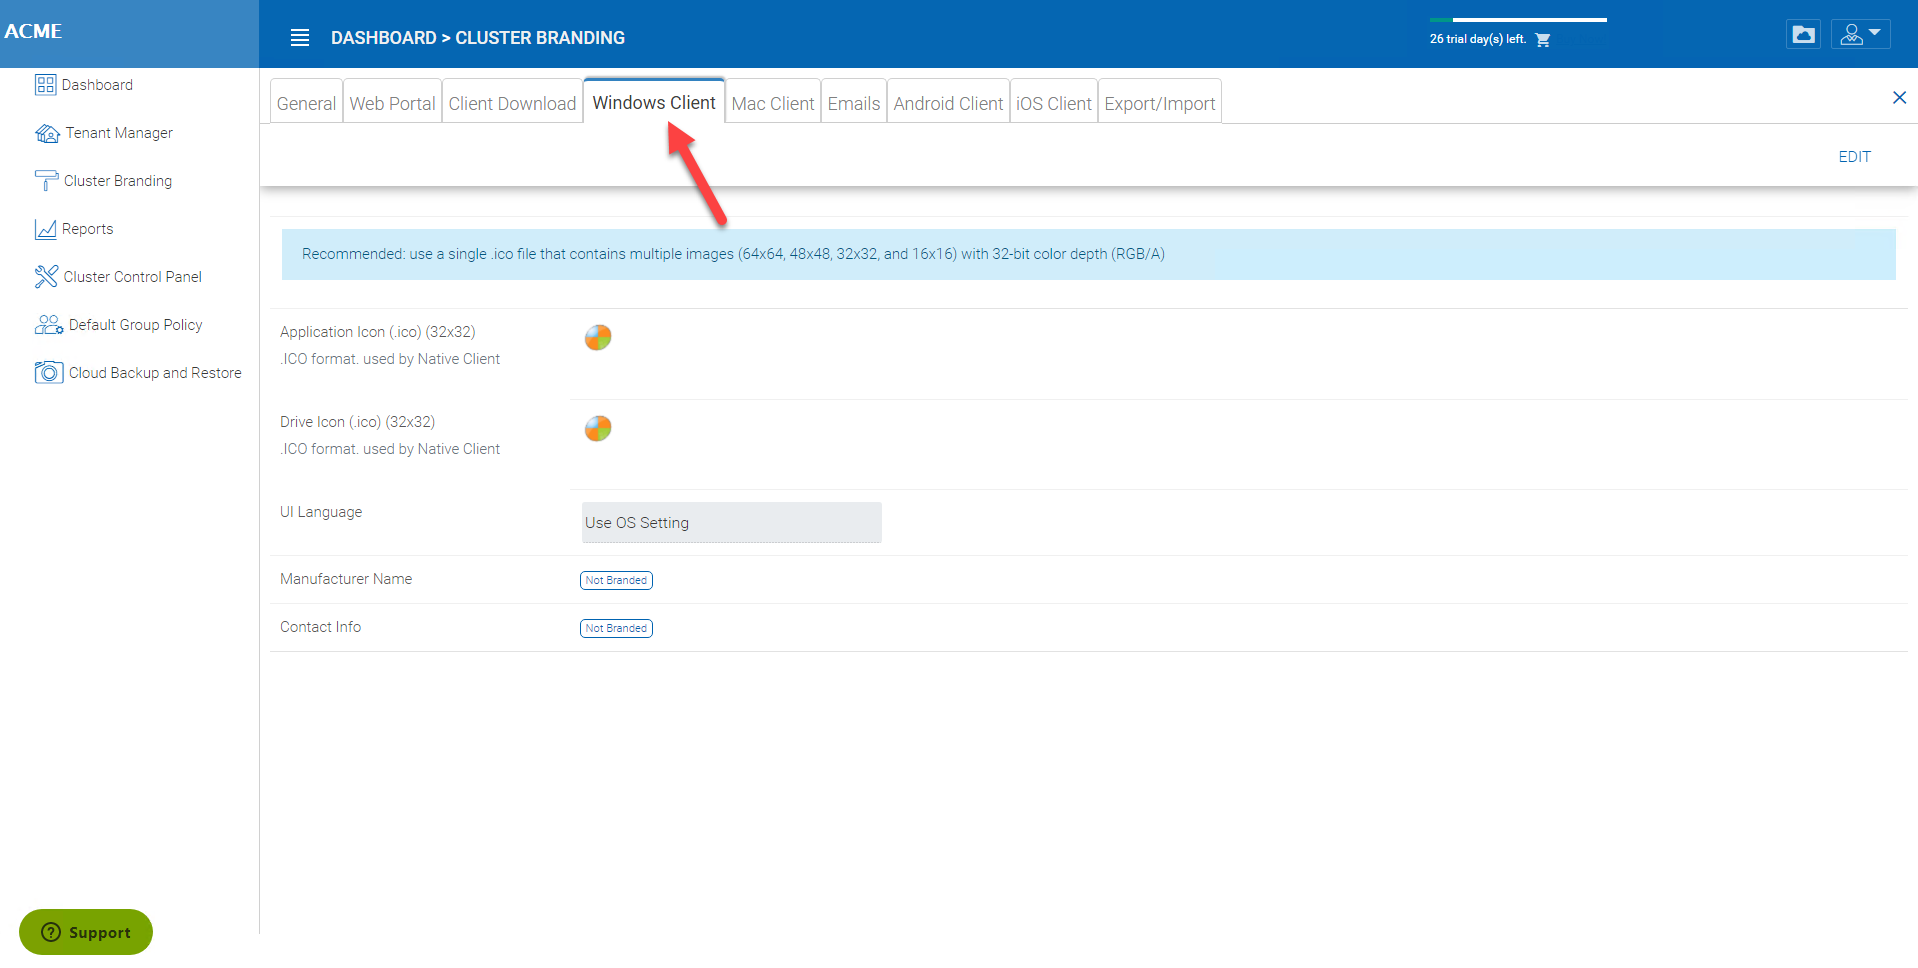 ACME
DASHBOARD > CLUSTER BRANDING
26 trial day(s) left.
Dashboard
Tenant Manager
Cluster Branding
Reports
Cluster Control Panel
Default Group Policy
Cloud Backup and Restore
Support
General Web Portal Client Download Windows Client Mac Client Emails Android Client iOS Client Export/Import
EDIT
Recommended: use a single .ico file that contains multiple images (64x64, 48x48, 32x32, and 16x16) with 32-bit color depth (RGB/A)
Application Icon (.ico) (32x32)
.ICO format. used by Native Client
Drive Icon (.ico) (32x32)
.ICO format. used by Native Client
UI Language Use OS Setting
Manufacturer Name Not Branded
Contact Info Not Branded